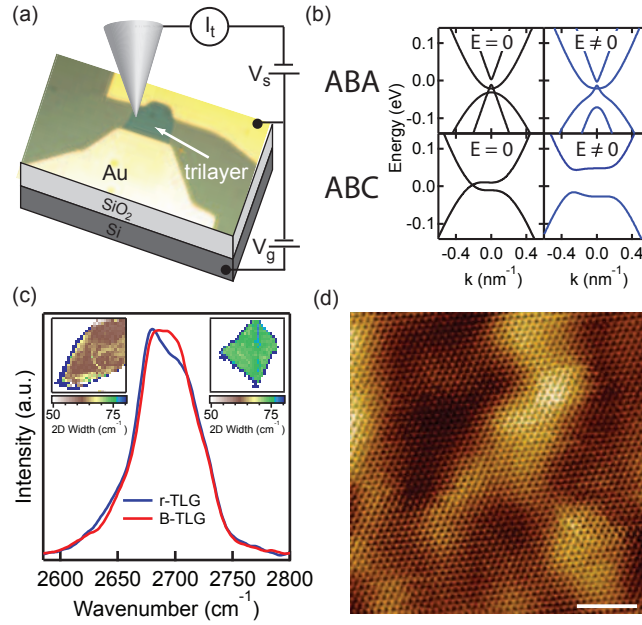 (a)
I_t
V_s
trilayer
Au
SiO₂
Si
V_g
(b)
ABA
ABC
Energy (eV)
E = 0
E ≠ 0
0.1
0.0
-0.1
E = 0
E ≠ 0
0.1
0.0
-0.1
-0.4 0.0 0.4
-0.4 0.0 0.4
k (nm⁻¹)
k (nm⁻¹)
(c)
50 75
2D Width (cm⁻¹)
50 75
2D Width (cm⁻¹)
Intensity (a.u.)
r-TLG
B-TLG
2600 2650 2700 2750 2800
Wavenumber (cm⁻¹)
(d)